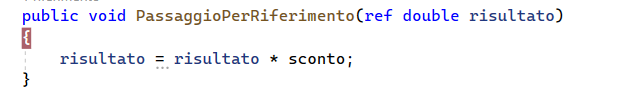 public void PassaggioPerRiferimento(ref double risultato)
{
risultato = risultato * sconto;
}